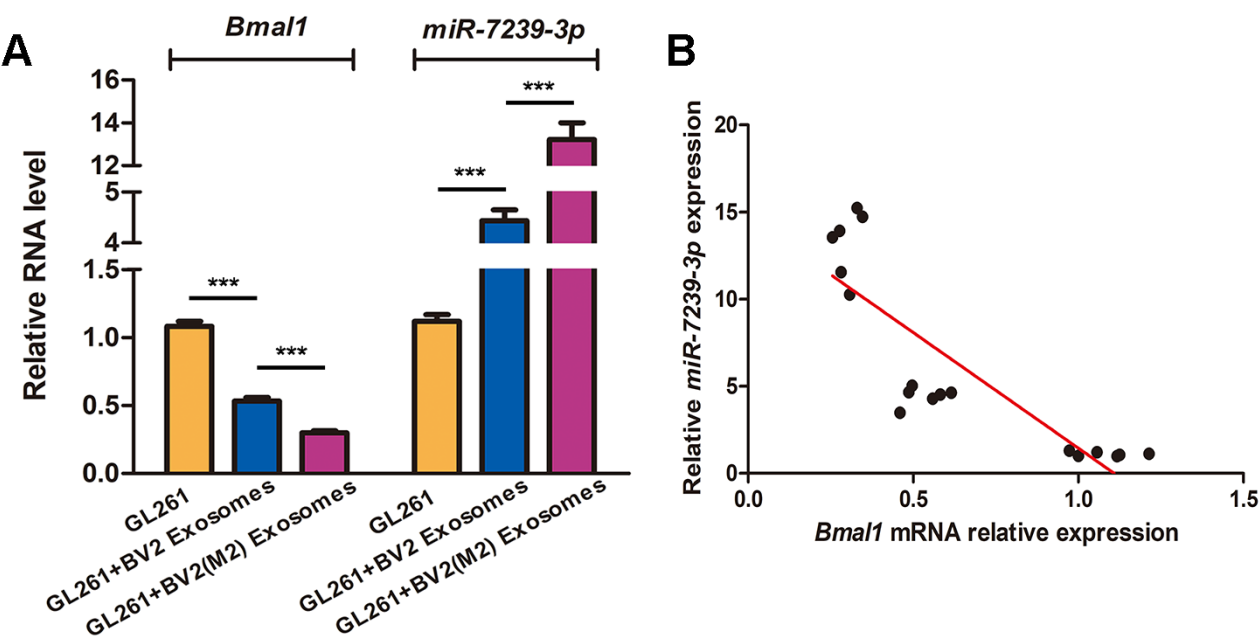 A
Bmal1
miR-7239-3p
Relative RNA level
16
14
12
5
4
1.5
1.0
0.5
0.0
***
***
***
***
GL261
GL261+BV2 Exosomes
GL261+BV2(M2) Exosomes
GL261
GL261+BV2 Exosomes
GL261+BV2(M2) Exosomes
B
Relative miR-7239-3p expression
20
15
10
5
0
0.0
0.5
1.0
1.5
Bmal1 mRNA relative expression